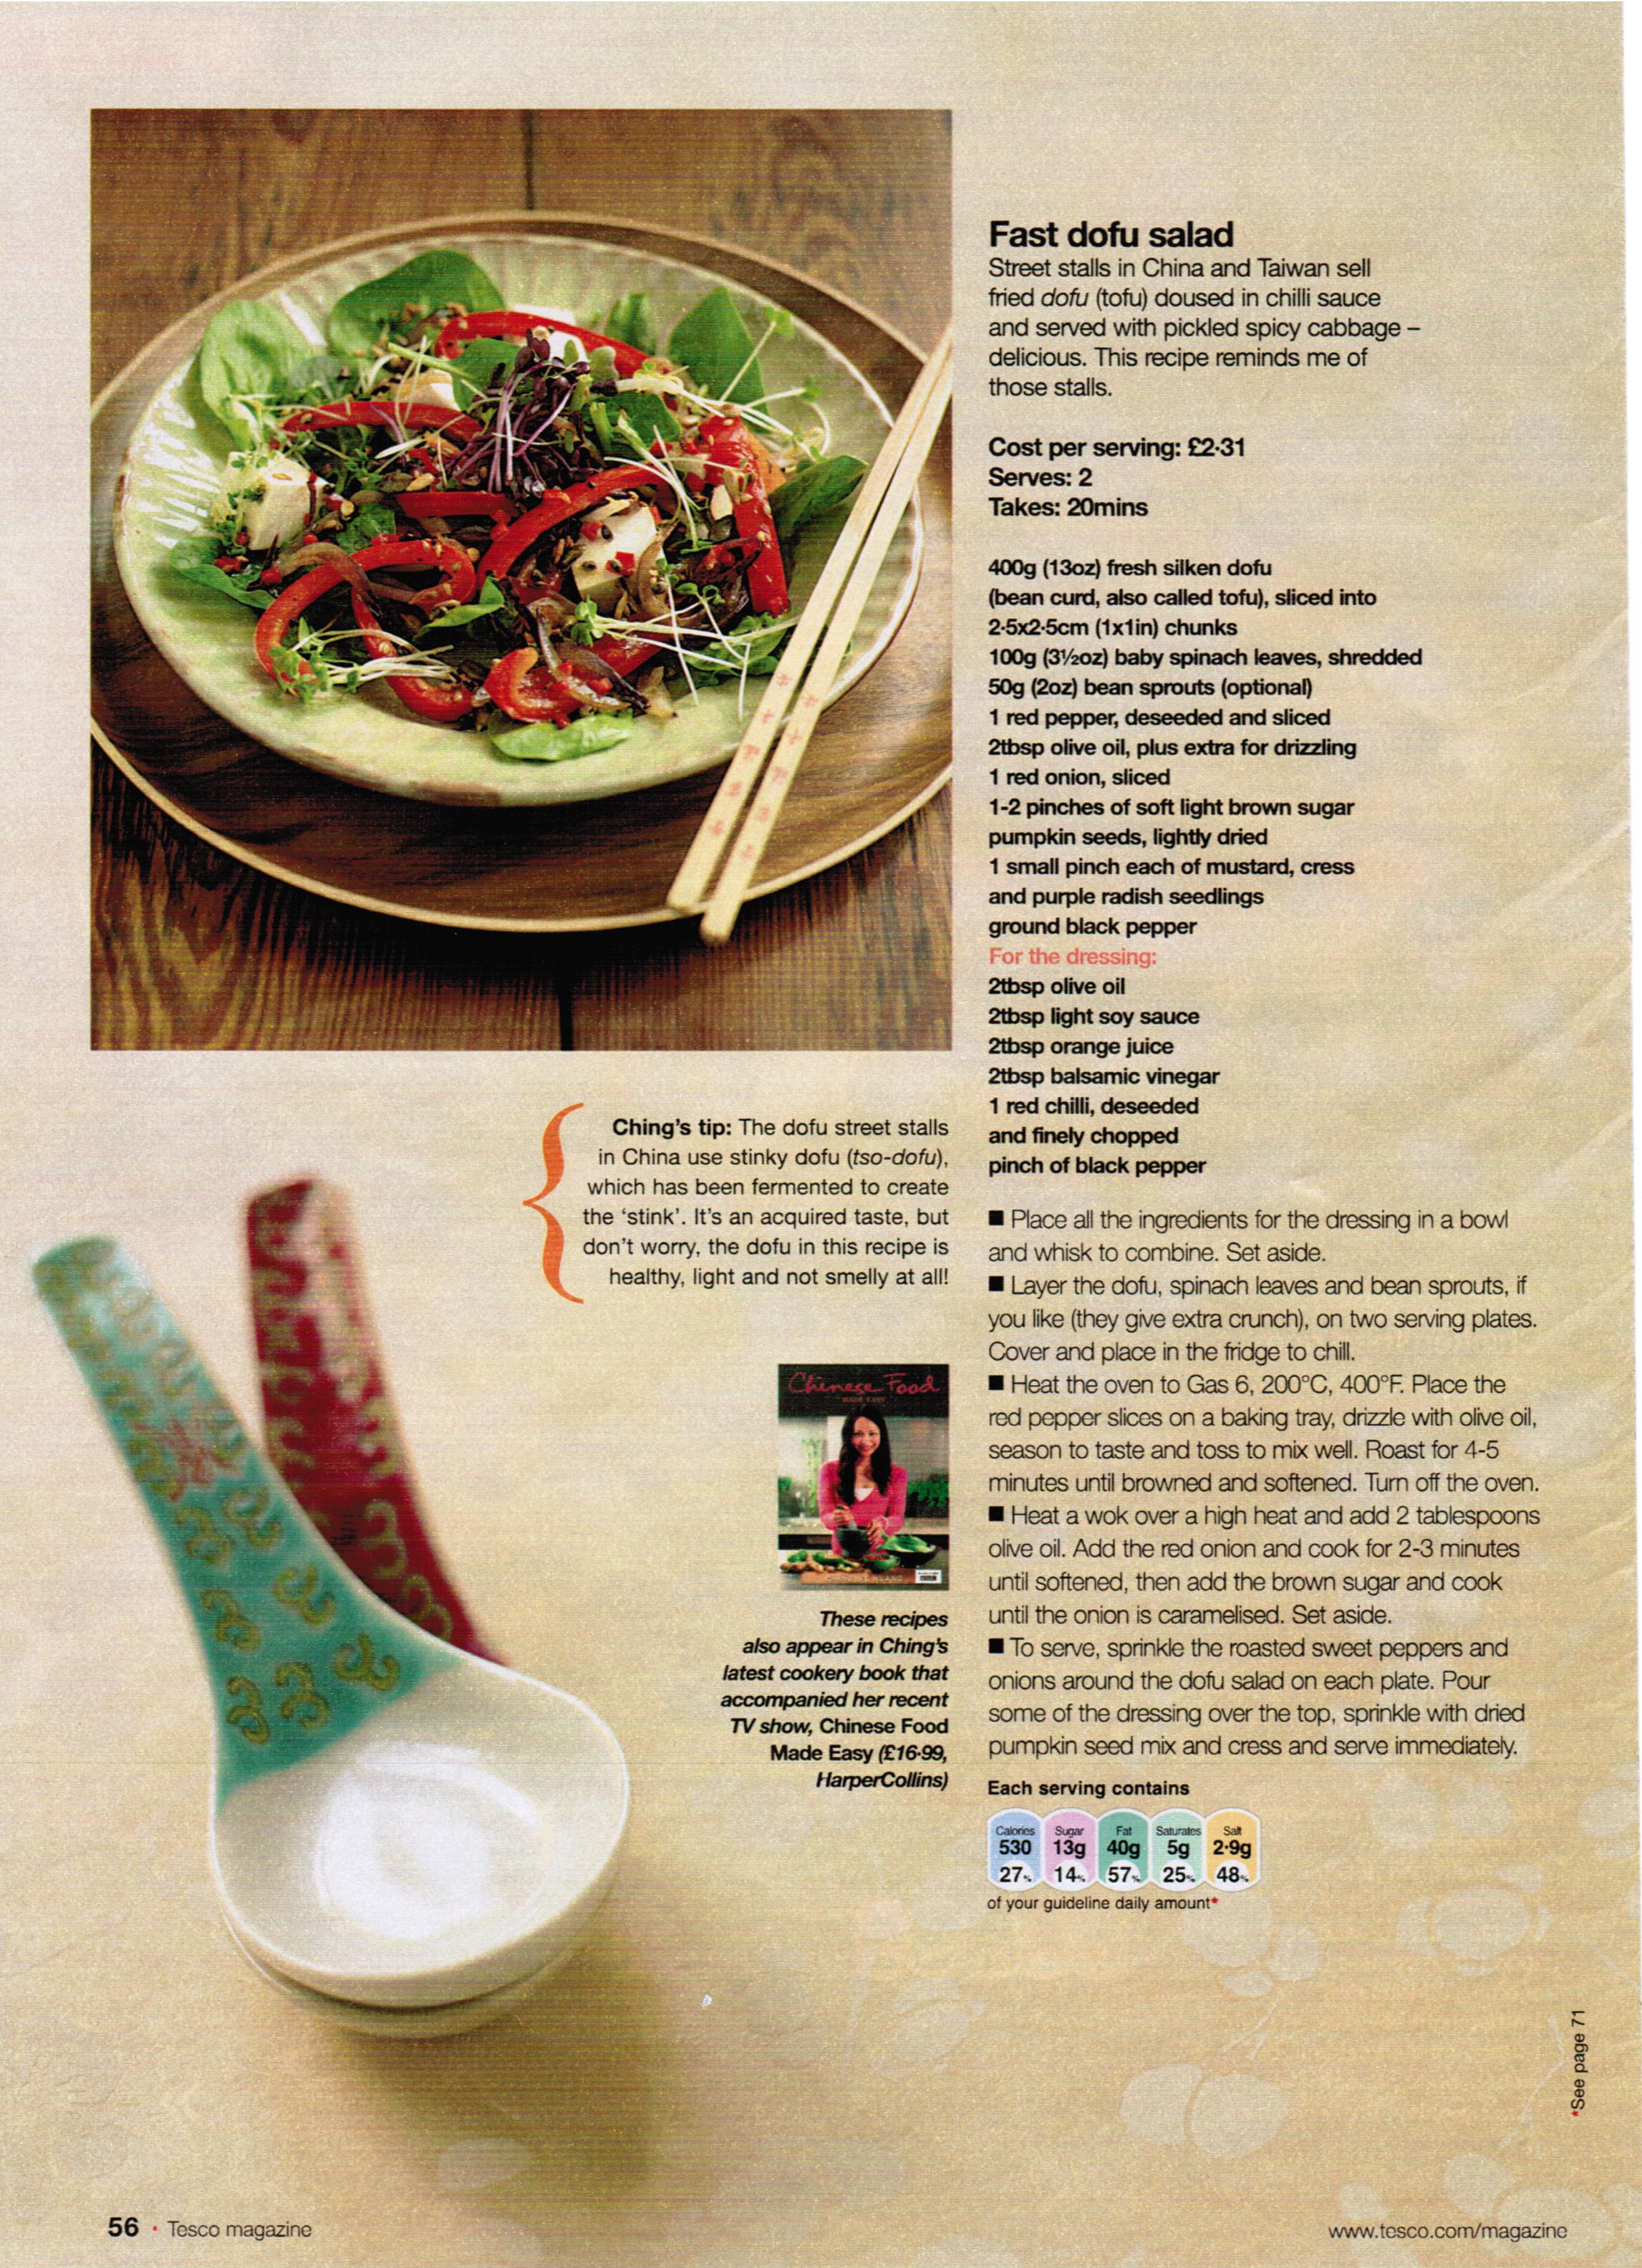 Fast dofu salad
Street stalls in China and Taiwan sell
fried dofu (tofu) doused in chilli sauce
and served with pickled spicy cabbage –
delicious. This recipe reminds me of
those stalls.
Cost per serving: £2·31
Serves: 2
Takes: 20mins
400g (13oz) fresh silken dofu
(bean curd, also called tofu), sliced into
2·5x2·5cm (1x1in) chunks
100g (3½oz) baby spinach leaves, shredded
50g (2oz) bean sprouts (optional)
1 red pepper, deseeded and sliced
2tbsp olive oil, plus extra for drizzling
1 red onion, sliced
1-2 pinches of soft light brown sugar
pumpkin seeds, lightly dried
1 small pinch each of mustard, cress
and purple radish seedlings
ground black pepper
For the dressing:
2tbsp olive oil
2tbsp light soy sauce
2tbsp orange juice
2tbsp balsamic vinegar
1 red chilli, deseeded
and finely chopped
pinch of black pepper
■ Place all the ingredients for the dressing in a bowl
and whisk to combine. Set aside.
■ Layer the dofu, spinach leaves and bean sprouts, if
you like (they give extra crunch), on two serving plates.
Cover and place in the fridge to chill.
■ Heat the oven to Gas 6, 200°C, 400°F. Place the
red pepper slices on a baking tray, drizzle with olive oil,
season to taste and toss to mix well. Roast for 4-5
minutes until browned and softened. Turn off the oven.
■ Heat a wok over a high heat and add 2 tablespoons
olive oil. Add the red onion and cook for 2-3 minutes
until softened, then add the brown sugar and cook
until the onion is caramelised. Set aside.
■ To serve, sprinkle the roasted sweet peppers and
onions around the dofu salad on each plate. Pour
some of the dressing over the top, sprinkle with dried
pumpkin seed mix and cress and serve immediately.
Each serving contains
Calories Sugar Fat Saturates Salt
530 13g 40g 5g 2·9g
27% 14% 57% 25% 48%
of your guideline daily amount*
Ching's tip: The dofu street stalls
in China use stinky dofu (tso-dofu),
which has been fermented to create
the 'stink'. It's an acquired taste, but
don't worry, the dofu in this recipe is
healthy, light and not smelly at all!
Chinese Food
MADE EASY
These recipes
also appear in Ching's
latest cookery book that
accompanied her recent
TV show, Chinese Food
Made Easy (£16·99,
HarperCollins)
*See page 71
56 · Tesco magazine
www.tesco.com/magazine